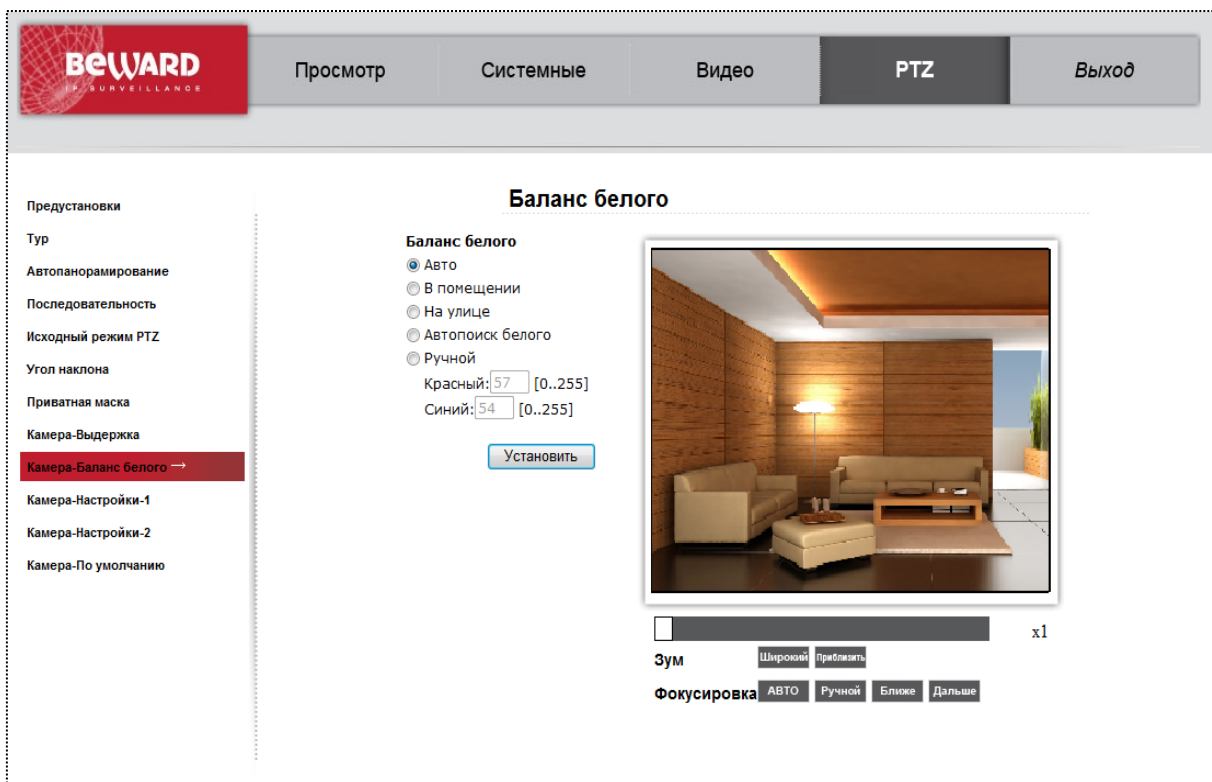 BEWARD
IP SURVEILLANCE
Просмотр
Системные
Видео
PTZ
Выход
Предустановки
Тур
Автопанорамирование
Последовательность
Исходный режим PTZ
Угол наклона
Приватная маска
Камера-Выдержка
Камера-Баланс белого →
Камера-Настройки-1
Камера-Настройки-2
Камера-По умолчанию
Баланс белого
Баланс белого
Авто
В помещении
На улице
Автопоиск белого
Ручной
Красный: 57 [0..255]
Синий: 54 [0..255]
Установить
x1
Зум Широкий Приблизить
Фокусировка АВТО Ручной Ближе Дальше